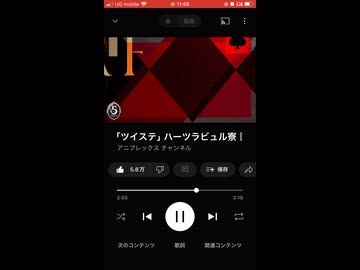 UQ mobile
11:05
曲
動画
「ツイステ」ハーツラビュル寮［
アニプレックス チャンネル
5.8万
保存
2:05
3:19
次のコンテンツ
歌詞
関連コンテンツ